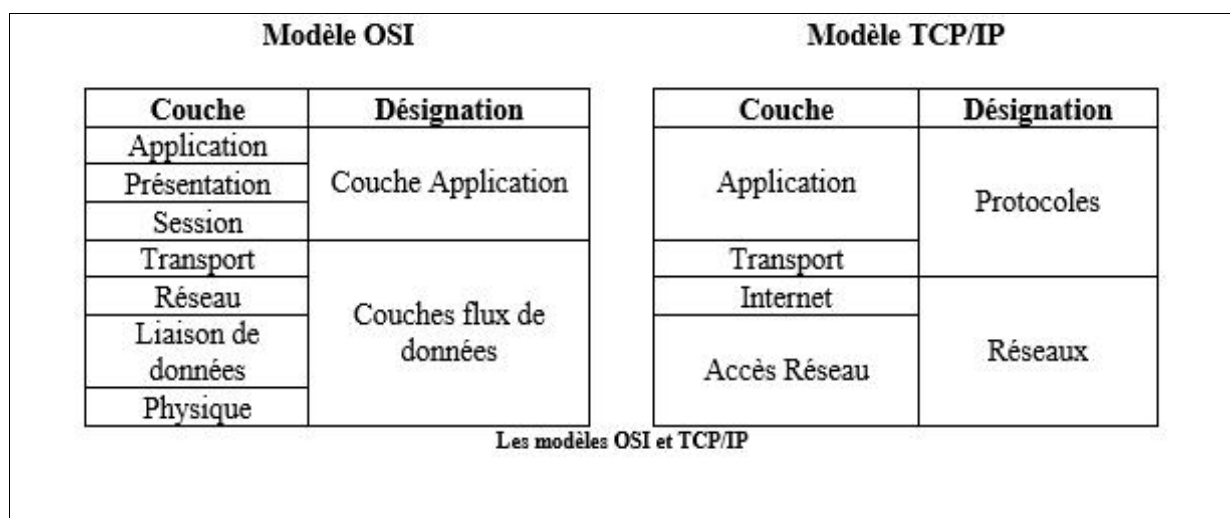 Modèle OSI
Modèle TCP/IP
Couche Désignation
Application
Présentation
Session
Couche Application
Transport
Réseau
Liaison de
données
Physique
Couches flux de
données
Couche Désignation
Application
Transport
Protocoles
Internet
Accès Réseau
Réseaux
Les modèles OSI et TCP/IP